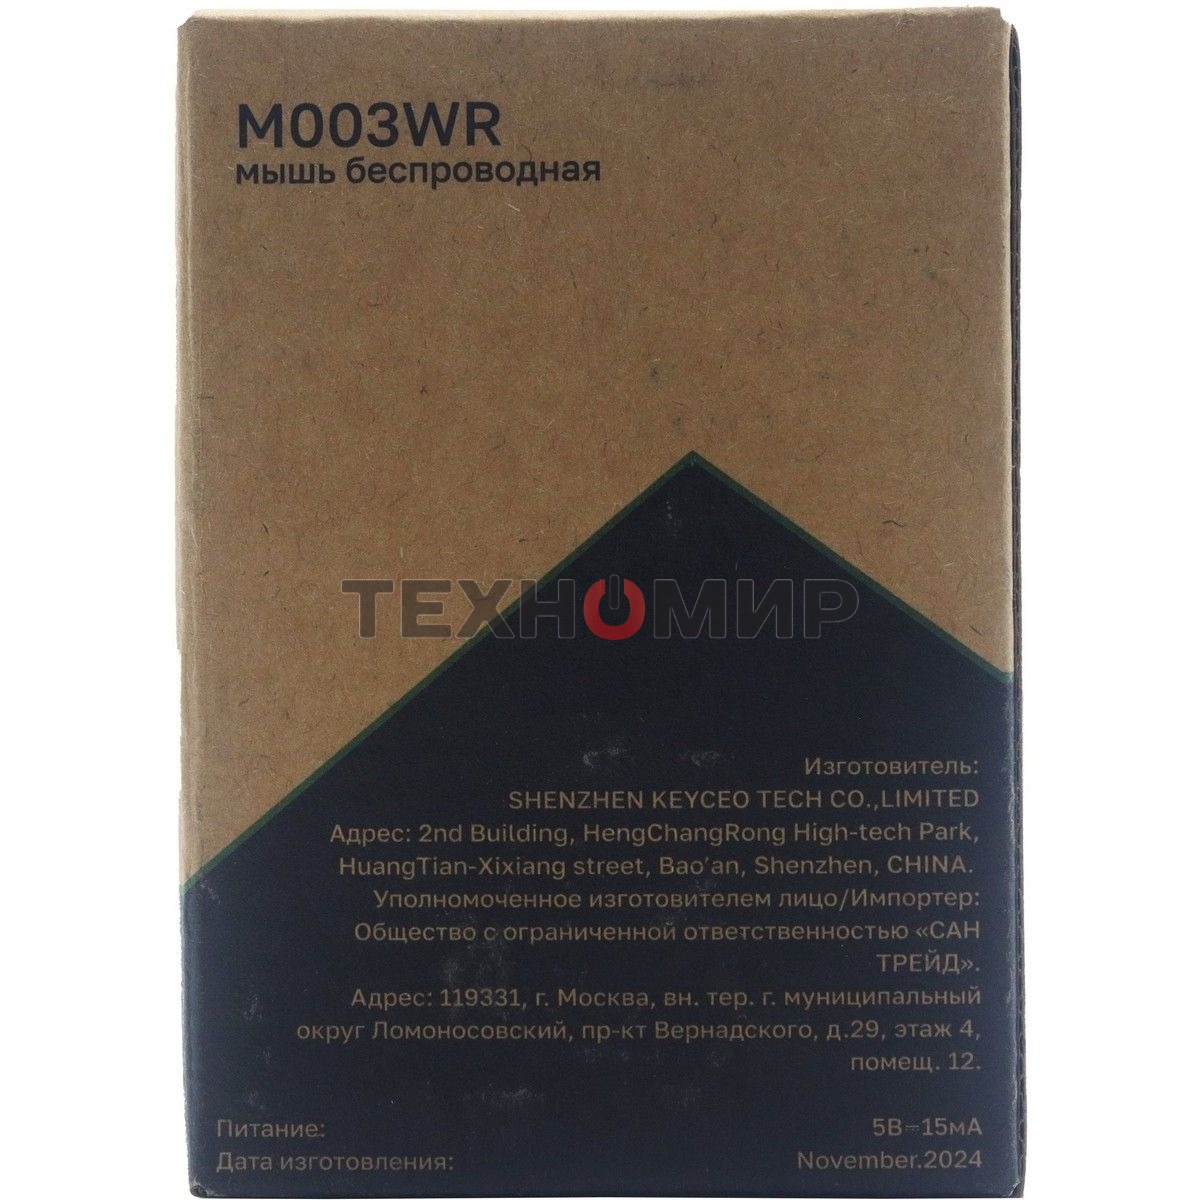 M003WR
мышь беспроводная
ТЕХНОМИР
Изготовитель:
SHENZHEN KEYCEO TECH CO.,LIMITED
Адрес: 2nd Building, HengChangRong High-tech Park,
HuangTian-Xixiang street, Bao'an, Shenzhen, CHINA.
Уполномоченное изготовителем лицо/Импортер:
Общество с ограниченной ответственностью «САН
ТРЕЙД».
Адрес: 119331, г. Москва, вн. тер. г. муниципальный
округ Ломоносовский, пр-кт Вернадского, д.29, этаж 4,
помещ. 12.
Питание: 5В⎓15мА
Дата изготовления: November.2024